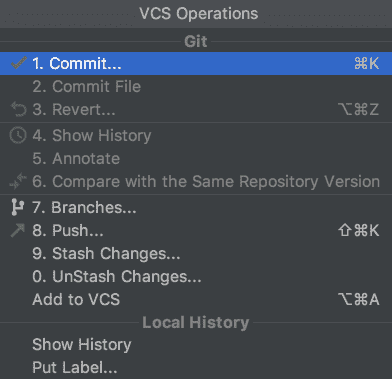 VCS Operations
Git
1. Commit... ⌘K
2. Commit File
3. Revert... ⌥⌘Z
4. Show History
5. Annotate
6. Compare with the Same Repository Version
7. Branches...
8. Push... ⇧⌘K
9. Stash Changes...
0. UnStash Changes...
Add to VCS ⌥⌘A
Local History
Show History
Put Label...